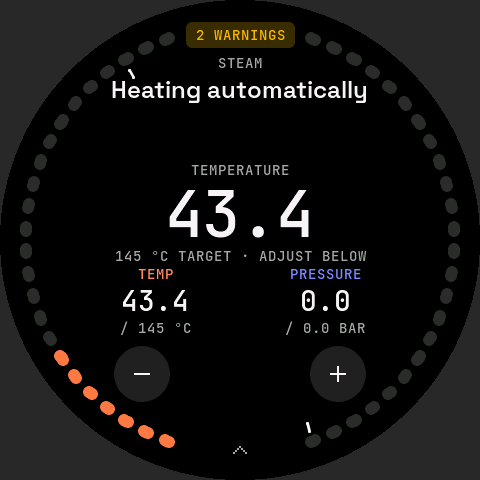 2 WARNINGS
STEAM
Heating automatically
TEMPERATURE
43.4
145 °C TARGET · ADJUST BELOW
TEMP PRESSURE
43.4 0.0
/ 145 °C / 0.0 BAR
− +